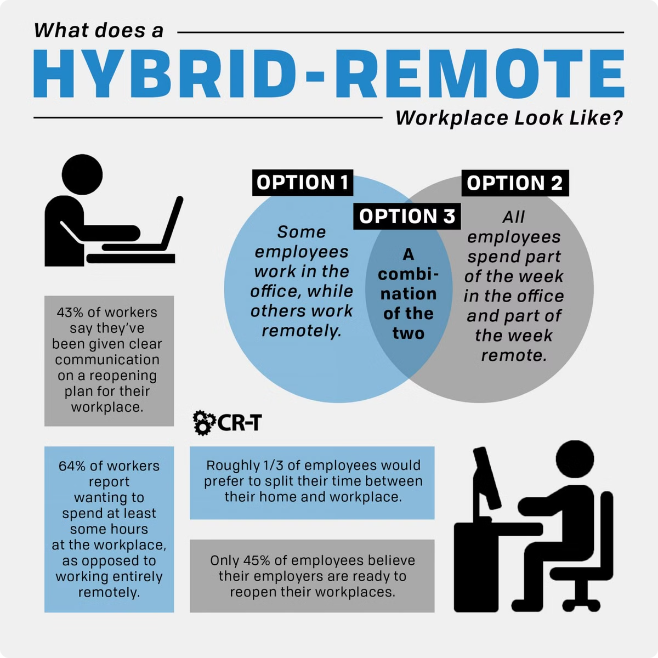 What does a
HYBRID-REMOTE
Workplace Look Like?
OPTION 1
Some
employees
work in the
office, while
others work
remotely.
OPTION 3
A
combi-
nation
of the
two
OPTION 2
All
employees
spend part
of the week
in the office
and part of
the week
remote.
43% of workers
say they've
been given clear
communication
on a reopening
plan for their
workplace.
CR-T
64% of workers
report
wanting to
spend at least
some hours
at the workplace,
as opposed to
working entirely
remotely.
Roughly 1/3 of employees would
prefer to split their time between
their home and workplace.
Only 45% of employees believe
their employers are ready to
reopen their workplaces.